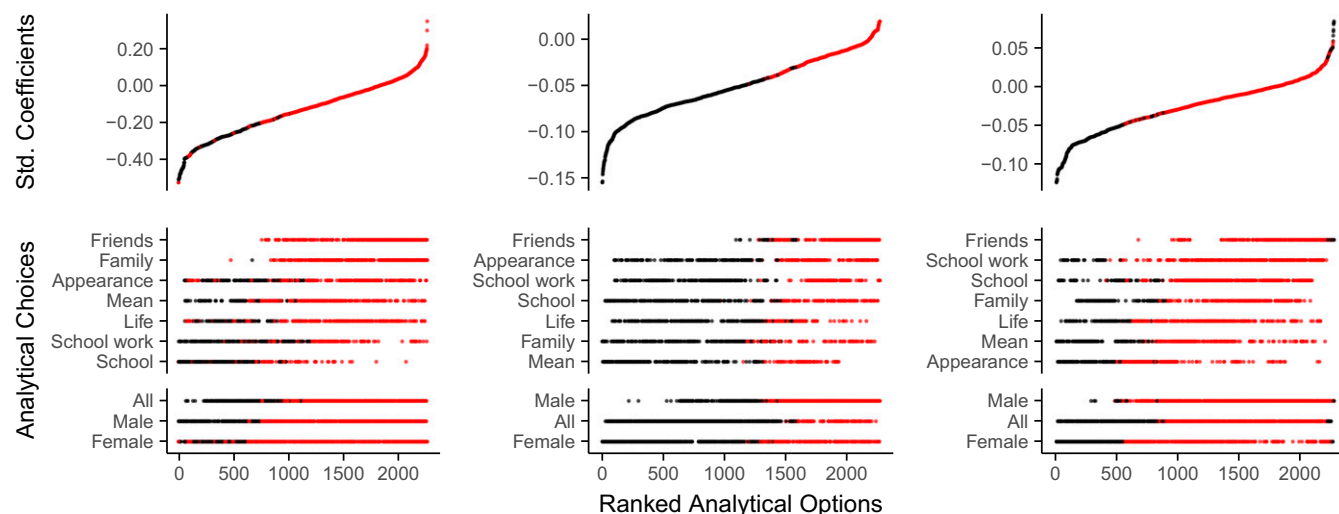 Std. Coefficients
0.20
0.00
−0.20
−0.40
0.00
−0.05
−0.10
−0.15
0.05
0.00
−0.05
−0.10
Analytical Choices
Friends
Family
Appearance
Mean
Life
School work
School
All
Male
Female
0 500 1000 1500 2000
Friends
Appearance
School work
School
Life
Family
Mean
Male
All
Female
0 500 1000 1500 2000
Friends
School work
School
Family
Life
Mean
Appearance
Male
All
Female
0 500 1000 1500 2000
Ranked Analytical Options